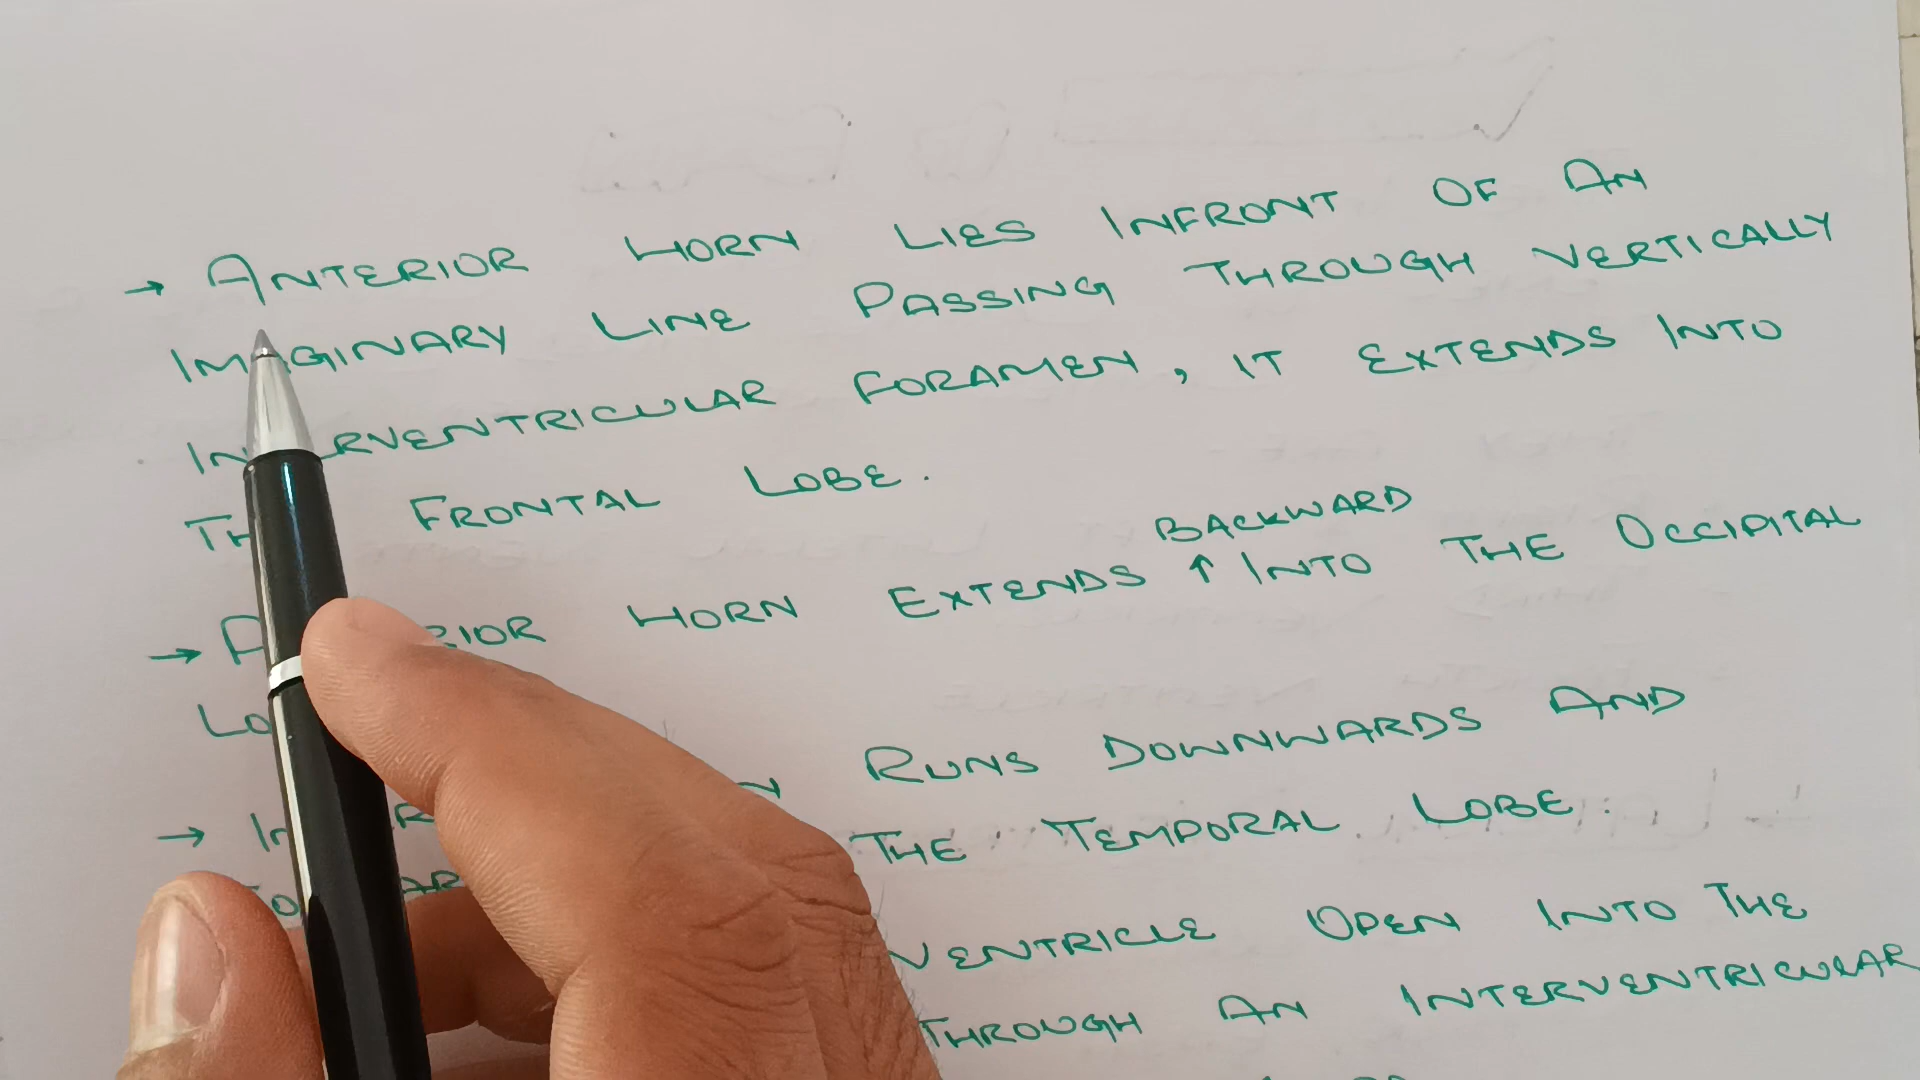 → ANTERIOR HORN LIES INFRONT OF AN
IMAGINARY LINE PASSING THROUGH VERTICALLY
FORAMEN, IT EXTENDS INTO
FRONTAL LOBE.
BACKWARD
→ HORN EXTENDS ↑ INTO THE OCCIPITAL
→ RUNS DOWNWARDS AND
THE TEMPORAL LOBE.
VENTRICLE OPEN INTO THE
THROUGH AN INTERVENTRICULAR